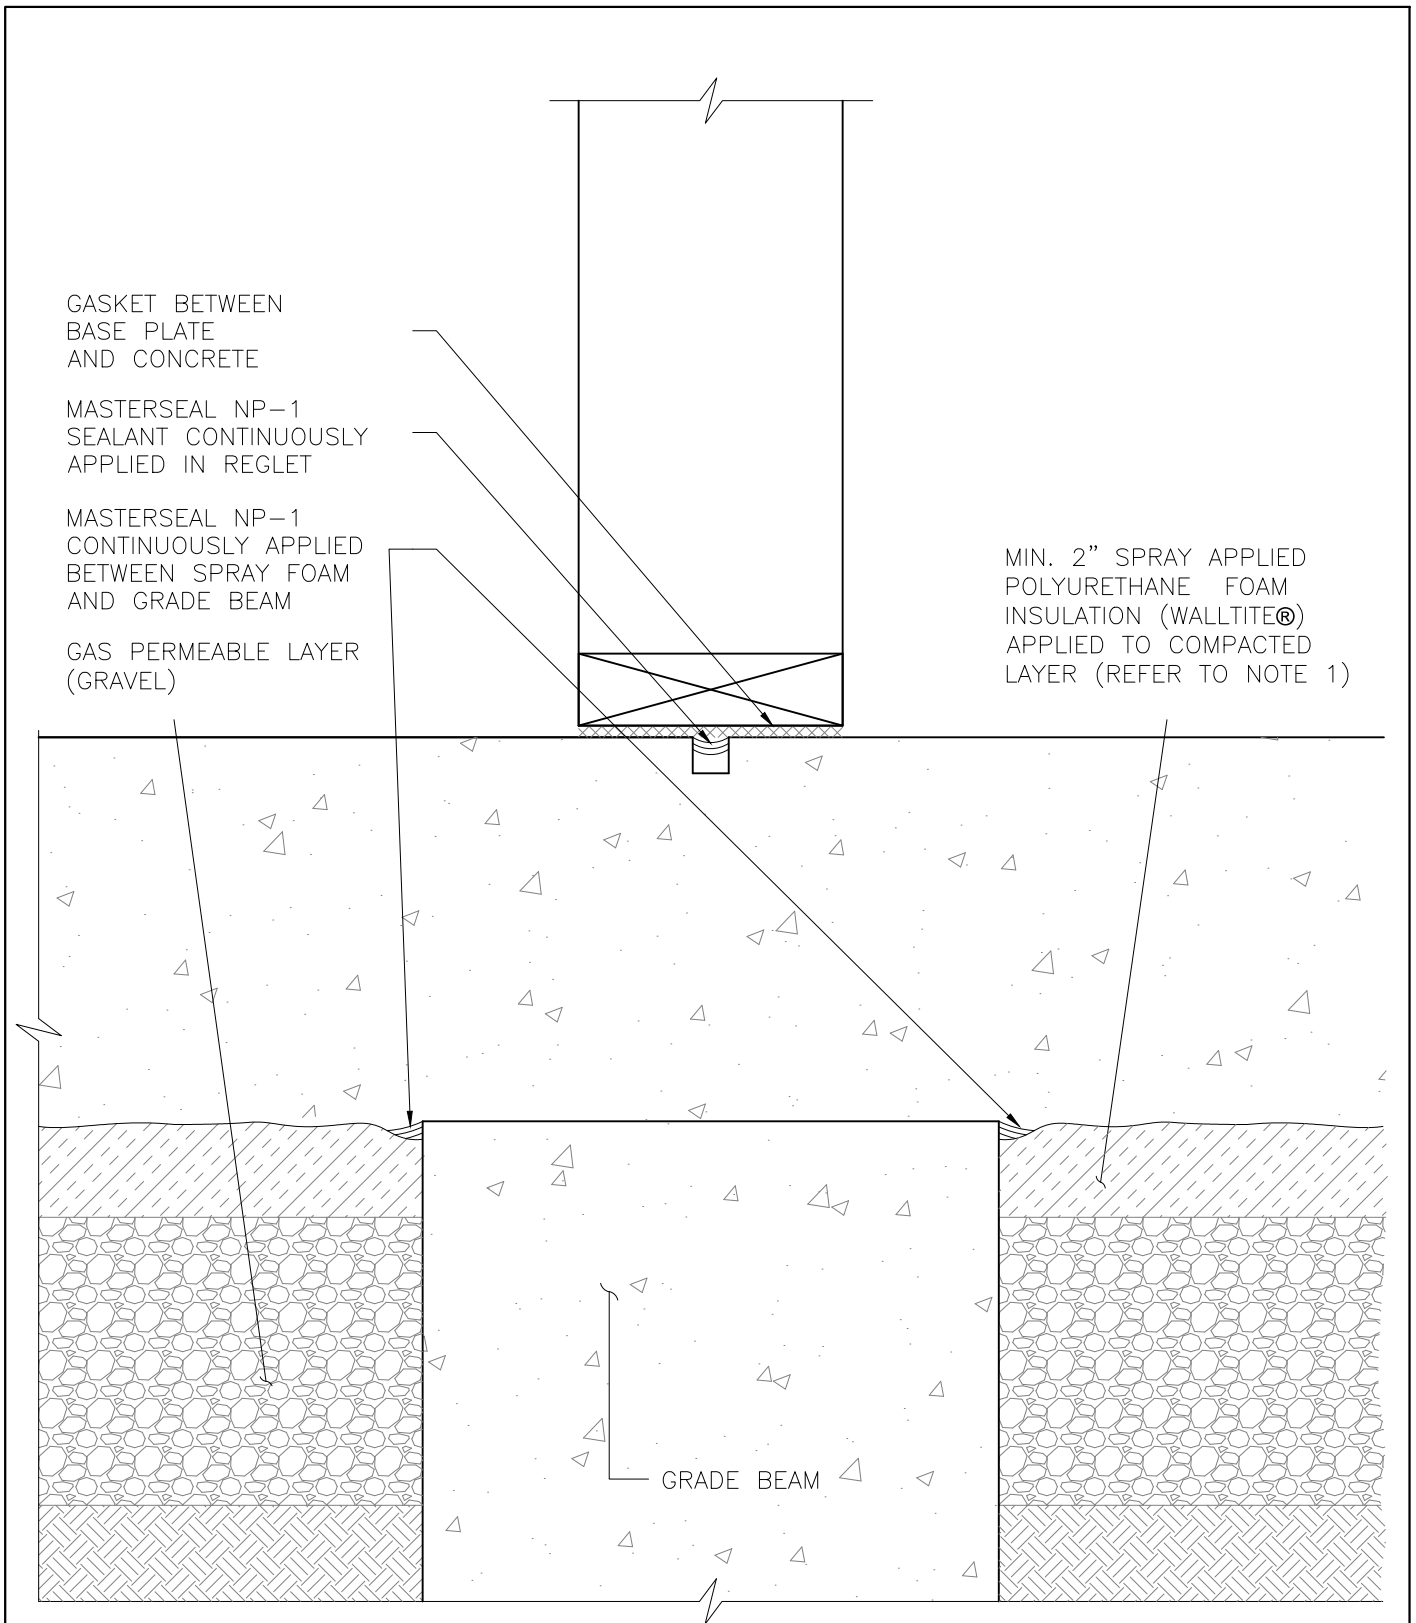 GASKET BETWEEN
BASE PLATE
AND CONCRETE
MASTERSEAL NP-1
SEALANT CONTINUOUSLY
APPLIED IN REGLET
MASTERSEAL NP-1
CONTINUOUSLY APPLIED
BETWEEN SPRAY FOAM
AND GRADE BEAM
GAS PERMEABLE LAYER
(GRAVEL)
MIN. 2" SPRAY APPLIED
POLYURETHANE FOAM
INSULATION (WALLTITE®)
APPLIED TO COMPACTED
LAYER (REFER TO NOTE 1)
GRADE BEAM